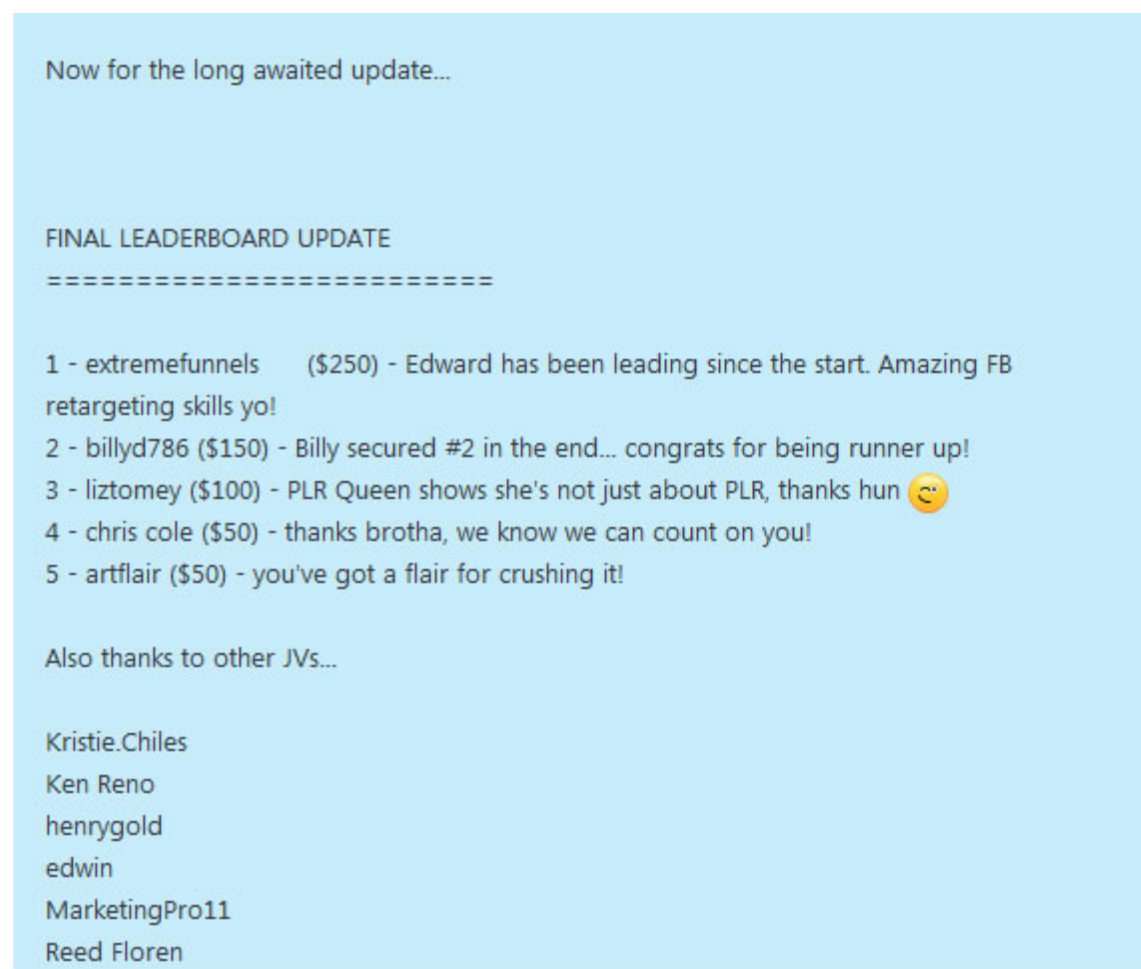 Now for the long awaited update...
FINAL LEADERBOARD UPDATE
=========================
1 - extremefunnels ($250) - Edward has been leading since the start. Amazing FB
retargeting skills yo!
2 - billyd786 ($150) - Billy secured #2 in the end... congrats for being runner up!
3 - liztomey ($100) - PLR Queen shows she's not just about PLR, thanks hun
4 - chris cole ($50) - thanks brotha, we know we can count on you!
5 - artflair ($50) - you've got a flair for crushing it!
Also thanks to other JVs...
Kristie.Chiles
Ken Reno
henrygold
edwin
MarketingPro11
Reed Floren